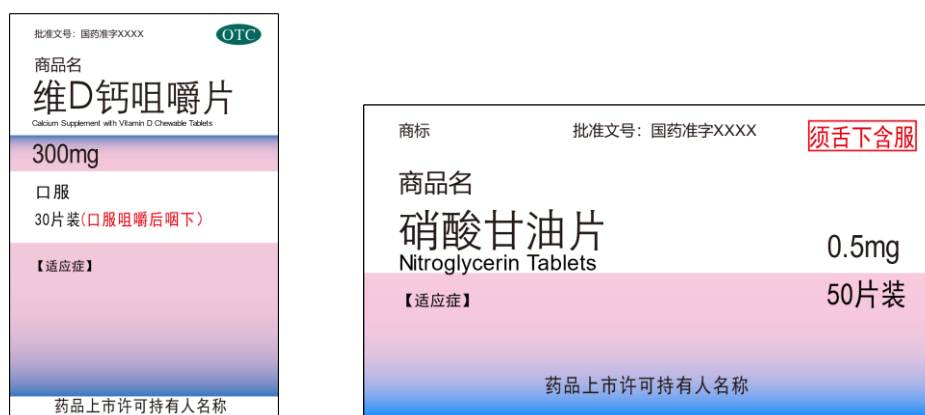 批准文号：国药准字XXXX
OTC
商品名
维D钙咀嚼片
Calcium Supplement with Vitamin D Chewable Tablets
300mg
口服
30片装(口服咀嚼后咽下)
【适应症】
药品上市许可持有人名称
商标
批准文号：国药准字XXXX
须舌下含服
商品名
硝酸甘油片
Nitroglycerin Tablets
0.5mg
50片装
【适应症】
药品上市许可持有人名称